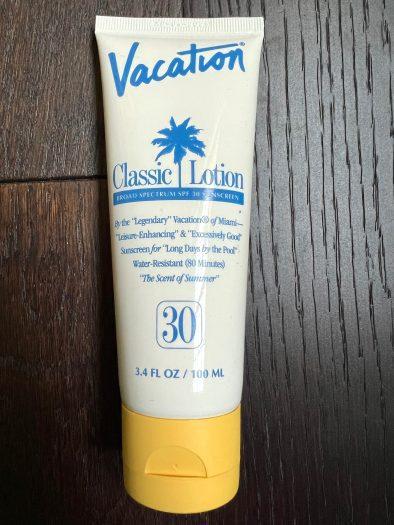 Vacation®
Classic Lotion
BROAD SPECTRUM SPF 30 SUNSCREEN
By the "Legendary" Vacation® of Miami—
"Leisure-Enhancing" & "Excessively Good"
Sunscreen for "Long Days by the Pool"
Water-Resistant (80 Minutes)
"The Scent of Summer"
30
3.4 FL OZ / 100 ML